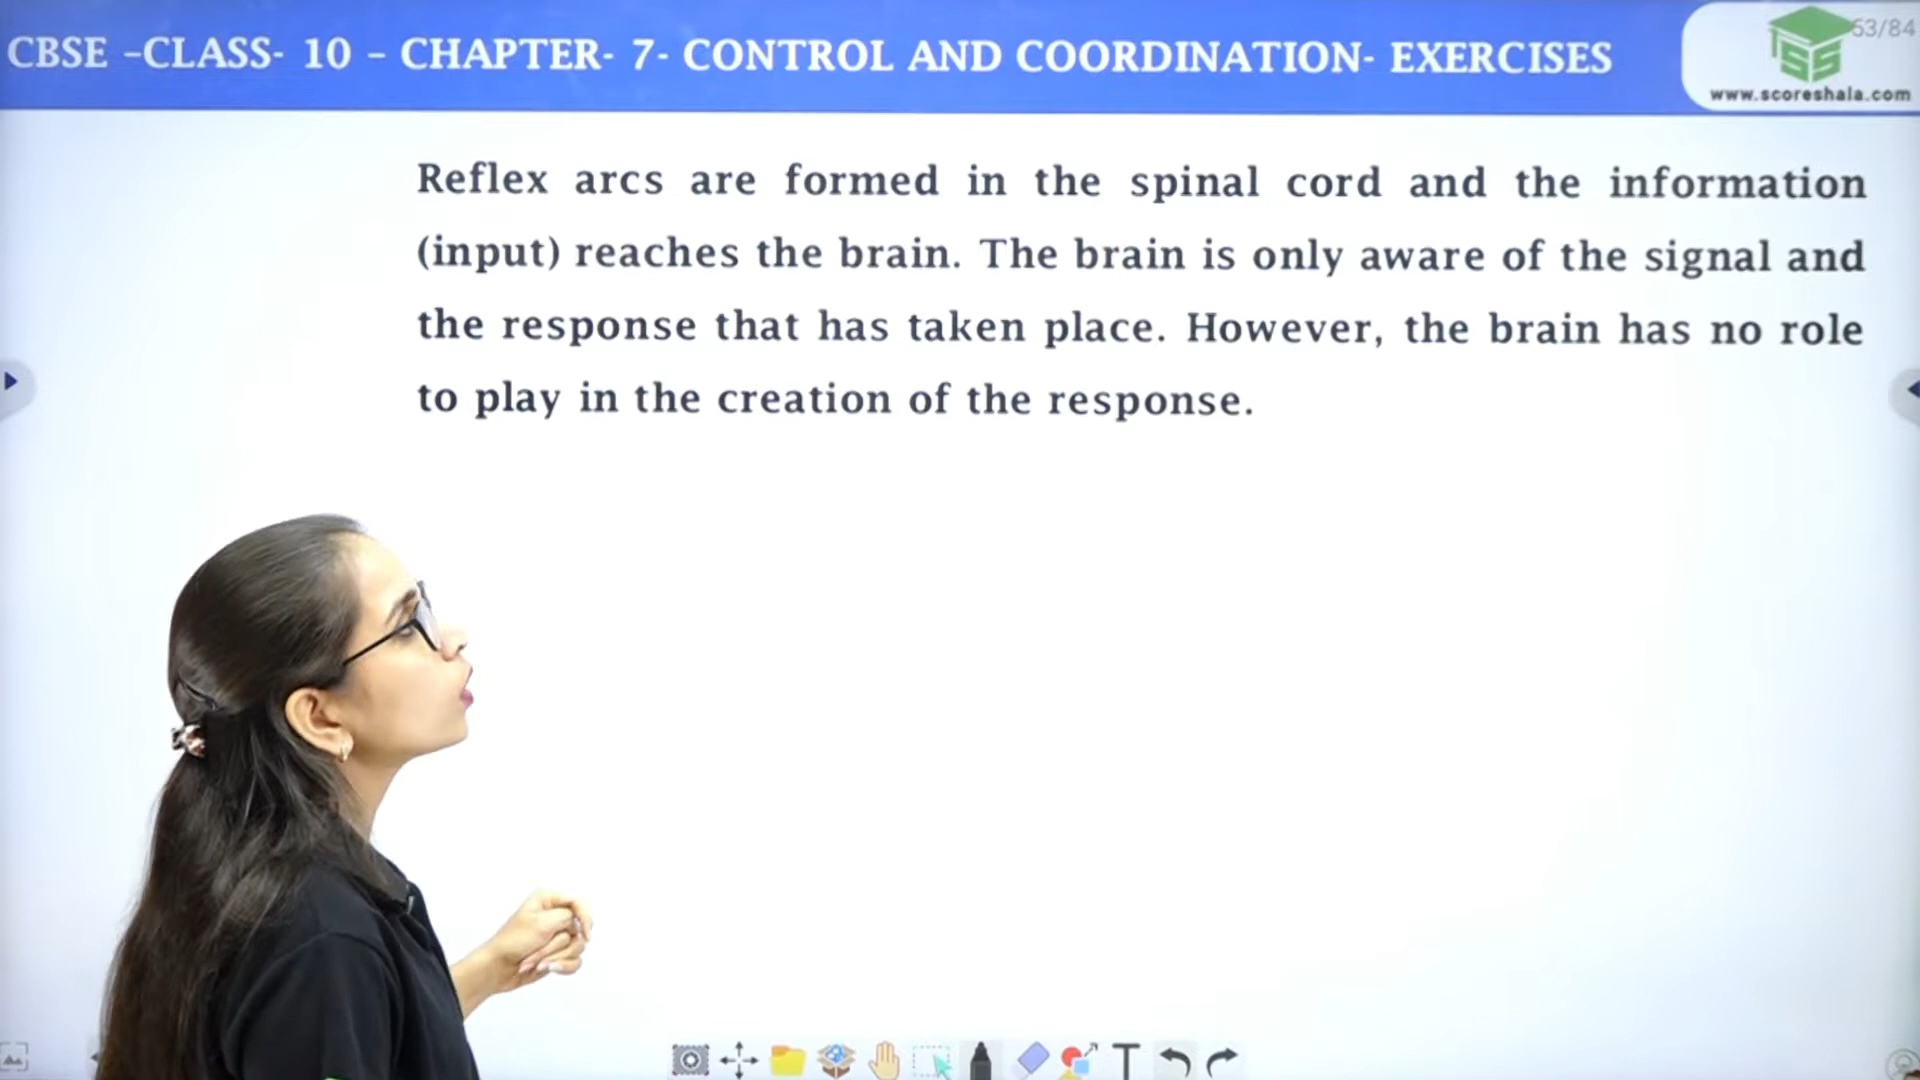 CBSE –CLASS- 10 – CHAPTER- 7- CONTROL AND COORDINATION- EXERCISES
53/84
SS
www.scoreshala.com
Reflex arcs are formed in the spinal cord and the information
(input) reaches the brain. The brain is only aware of the signal and
the response that has taken place. However, the brain has no role
to play in the creation of the response.
T